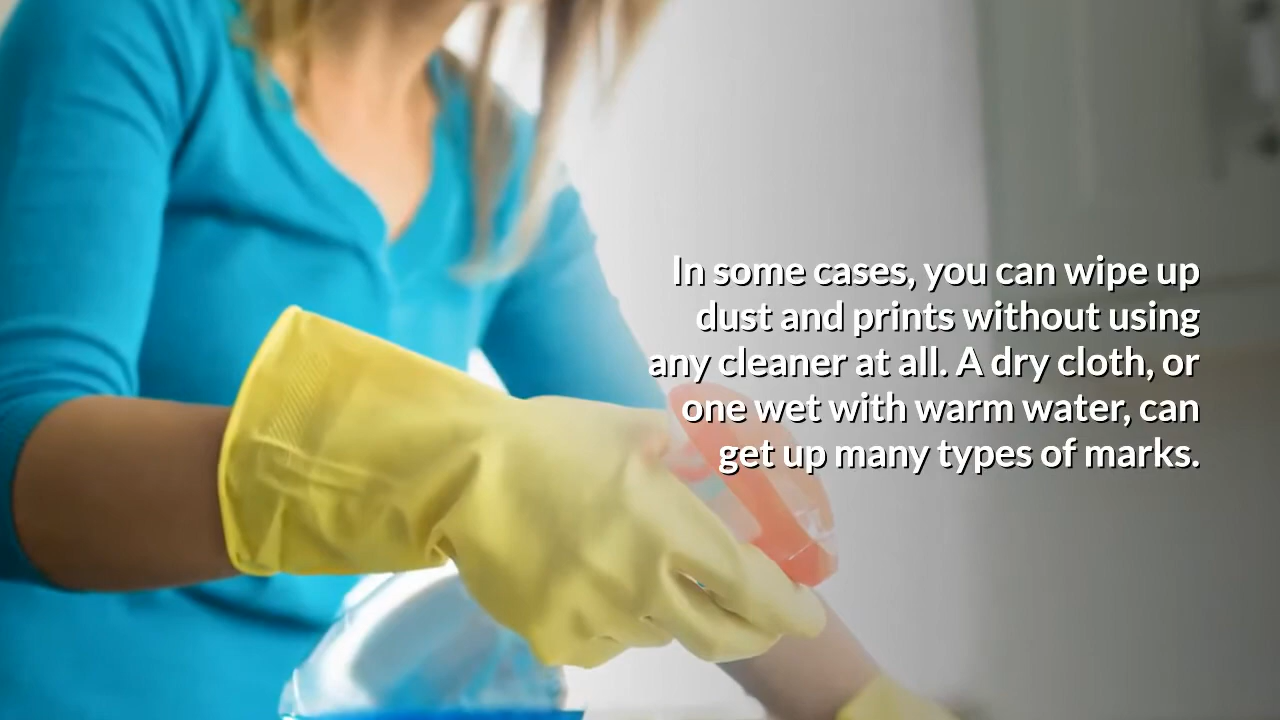 In some cases, you can wipe up
dust and prints without using
any cleaner at all. A dry cloth, or
one wet with warm water, can
get up many types of marks.